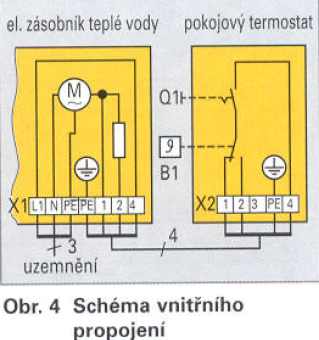 el. zásobník teplé vody pokojový termostat
M
Q1
ϑ
B1
X1 L1 N PE PE 1 2 4
X2 1 2 3 PE 4
3
4
uzemnění
Obr. 4 Schéma vnitřního
propojení